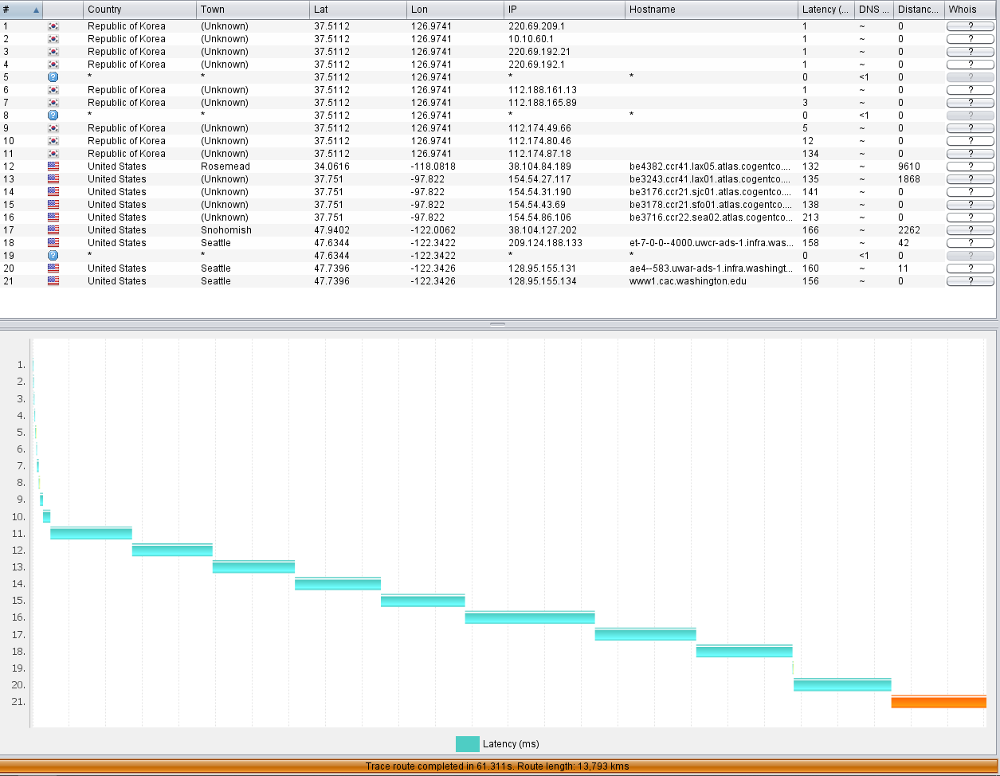 # Country Town Lat Lon IP Hostname Latency (... DNS ... Distanc... Whois
1 Republic of Korea (Unknown) 37.5112 126.9741 220.69.209.1 1 ~ 0 ?
2 Republic of Korea (Unknown) 37.5112 126.9741 10.10.60.1 1 ~ 0 ?
3 Republic of Korea (Unknown) 37.5112 126.9741 220.69.192.21 1 ~ 0 ?
4 Republic of Korea (Unknown) 37.5112 126.9741 220.69.192.1 1 ~ 0 ?
5 ? * * 37.5112 126.9741 * * 0 <1 0 ?
6 Republic of Korea (Unknown) 37.5112 126.9741 112.188.161.13 1 ~ 0 ?
7 Republic of Korea (Unknown) 37.5112 126.9741 112.188.165.89 3 ~ 0 ?
8 ? * * 37.5112 126.9741 * * 0 <1 0 ?
9 Republic of Korea (Unknown) 37.5112 126.9741 112.174.49.66 5 ~ 0 ?
10 Republic of Korea (Unknown) 37.5112 126.9741 112.174.80.46 12 ~ 0 ?
11 Republic of Korea (Unknown) 37.5112 126.9741 112.174.87.18 134 ~ 0 ?
12 United States Rosemead 34.0616 -118.0818 38.104.84.189 be4382.ccr41.lax05.atlas.cogentco.... 132 ~ 9610 ?
13 United States (Unknown) 37.751 -97.822 154.54.27.117 be3243.ccr41.lax01.atlas.cogentco.... 135 ~ 1868 ?
14 United States (Unknown) 37.751 -97.822 154.54.31.190 be3176.ccr21.sjc01.atlas.cogentco.... 141 ~ 0 ?
15 United States (Unknown) 37.751 -97.822 154.54.43.69 be3178.ccr21.sfo01.atlas.cogentco.... 138 ~ 0 ?
16 United States (Unknown) 37.751 -97.822 154.54.86.106 be3716.ccr22.sea02.atlas.cogentco... 213 ~ 0 ?
17 United States Snohomish 47.9402 -122.0062 38.104.127.202 166 ~ 2262 ?
18 United States Seattle 47.6344 -122.3422 209.124.188.133 et-7-0-0--4000.uwcr-ads-1.infra.was... 158 ~ 42 ?
19 ? * * 47.6344 -122.3422 * * 0 <1 0 ?
20 United States Seattle 47.7396 -122.3426 128.95.155.131 ae4--583.uwar-ads-1.infra.washingt... 160 ~ 11 ?
21 United States Seattle 47.7396 -122.3426 128.95.155.134 www1.cac.washington.edu 156 ~ 0 ?
1.
2.
3.
4.
5.
6.
7.
8.
9.
10.
11.
12.
13.
14.
15.
16.
17.
18.
19.
20.
21.
Latency (ms)
Trace route completed in 61.311s. Route length: 13,793 kms